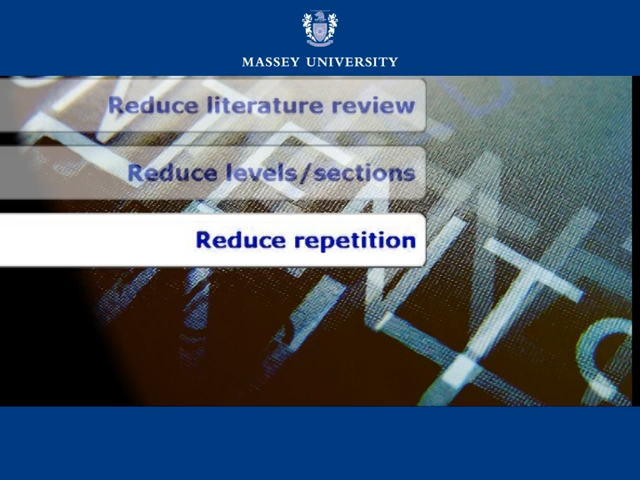 MASSEY UNIVERSITY
Reduce literature review
Reduce levels/sections
Reduce repetition